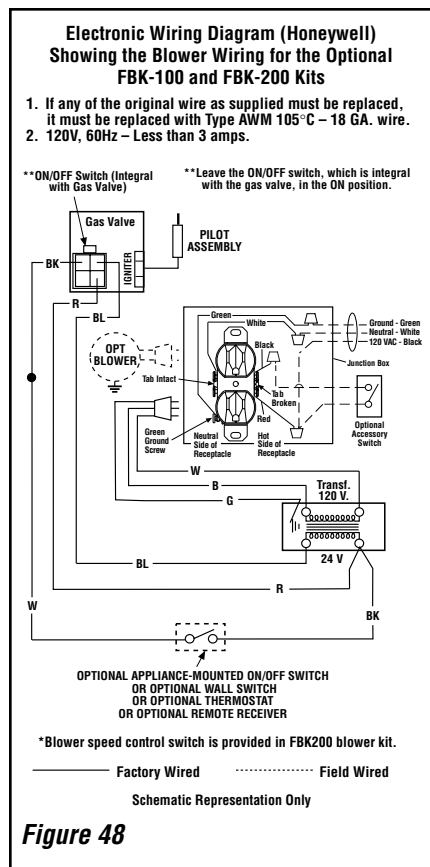 Electronic Wiring Diagram (Honeywell)
Showing the Blower Wiring for the Optional
FBK-100 and FBK-200 Kits
1. If any of the original wire as supplied must be replaced,
it must be replaced with Type AWM 105°C – 18 GA. wire.
2. 120V, 60Hz – Less than 3 amps.
**ON/OFF Switch (Integral
with Gas Valve)
**Leave the ON/OFF switch, which is integral
with the gas valve, in the ON position.
Gas Valve
PILOT
ASSEMBLY
IGNITER
BK
R
BL
Green
White
Black
Ground - Green
Neutral - White
120 VAC - Black
OPT
BLOWER
Junction Box
Tab Intact
Tab
Broken
Red
Green
Ground
Screw
Neutral
Side of
Receptacle
Hot
Side of
Receptacle
Optional
Accessory
Switch
W
B
G
Transf.
120 V.
24 V
BL
R
W
BK
OPTIONAL APPLIANCE-MOUNTED ON/OFF SWITCH
OR OPTIONAL WALL SWITCH
OR OPTIONAL THERMOSTAT
OR OPTIONAL REMOTE RECEIVER
*Blower speed control switch is provided in FBK200 blower kit.
Factory Wired
Field Wired
Schematic Representation Only
Figure 48